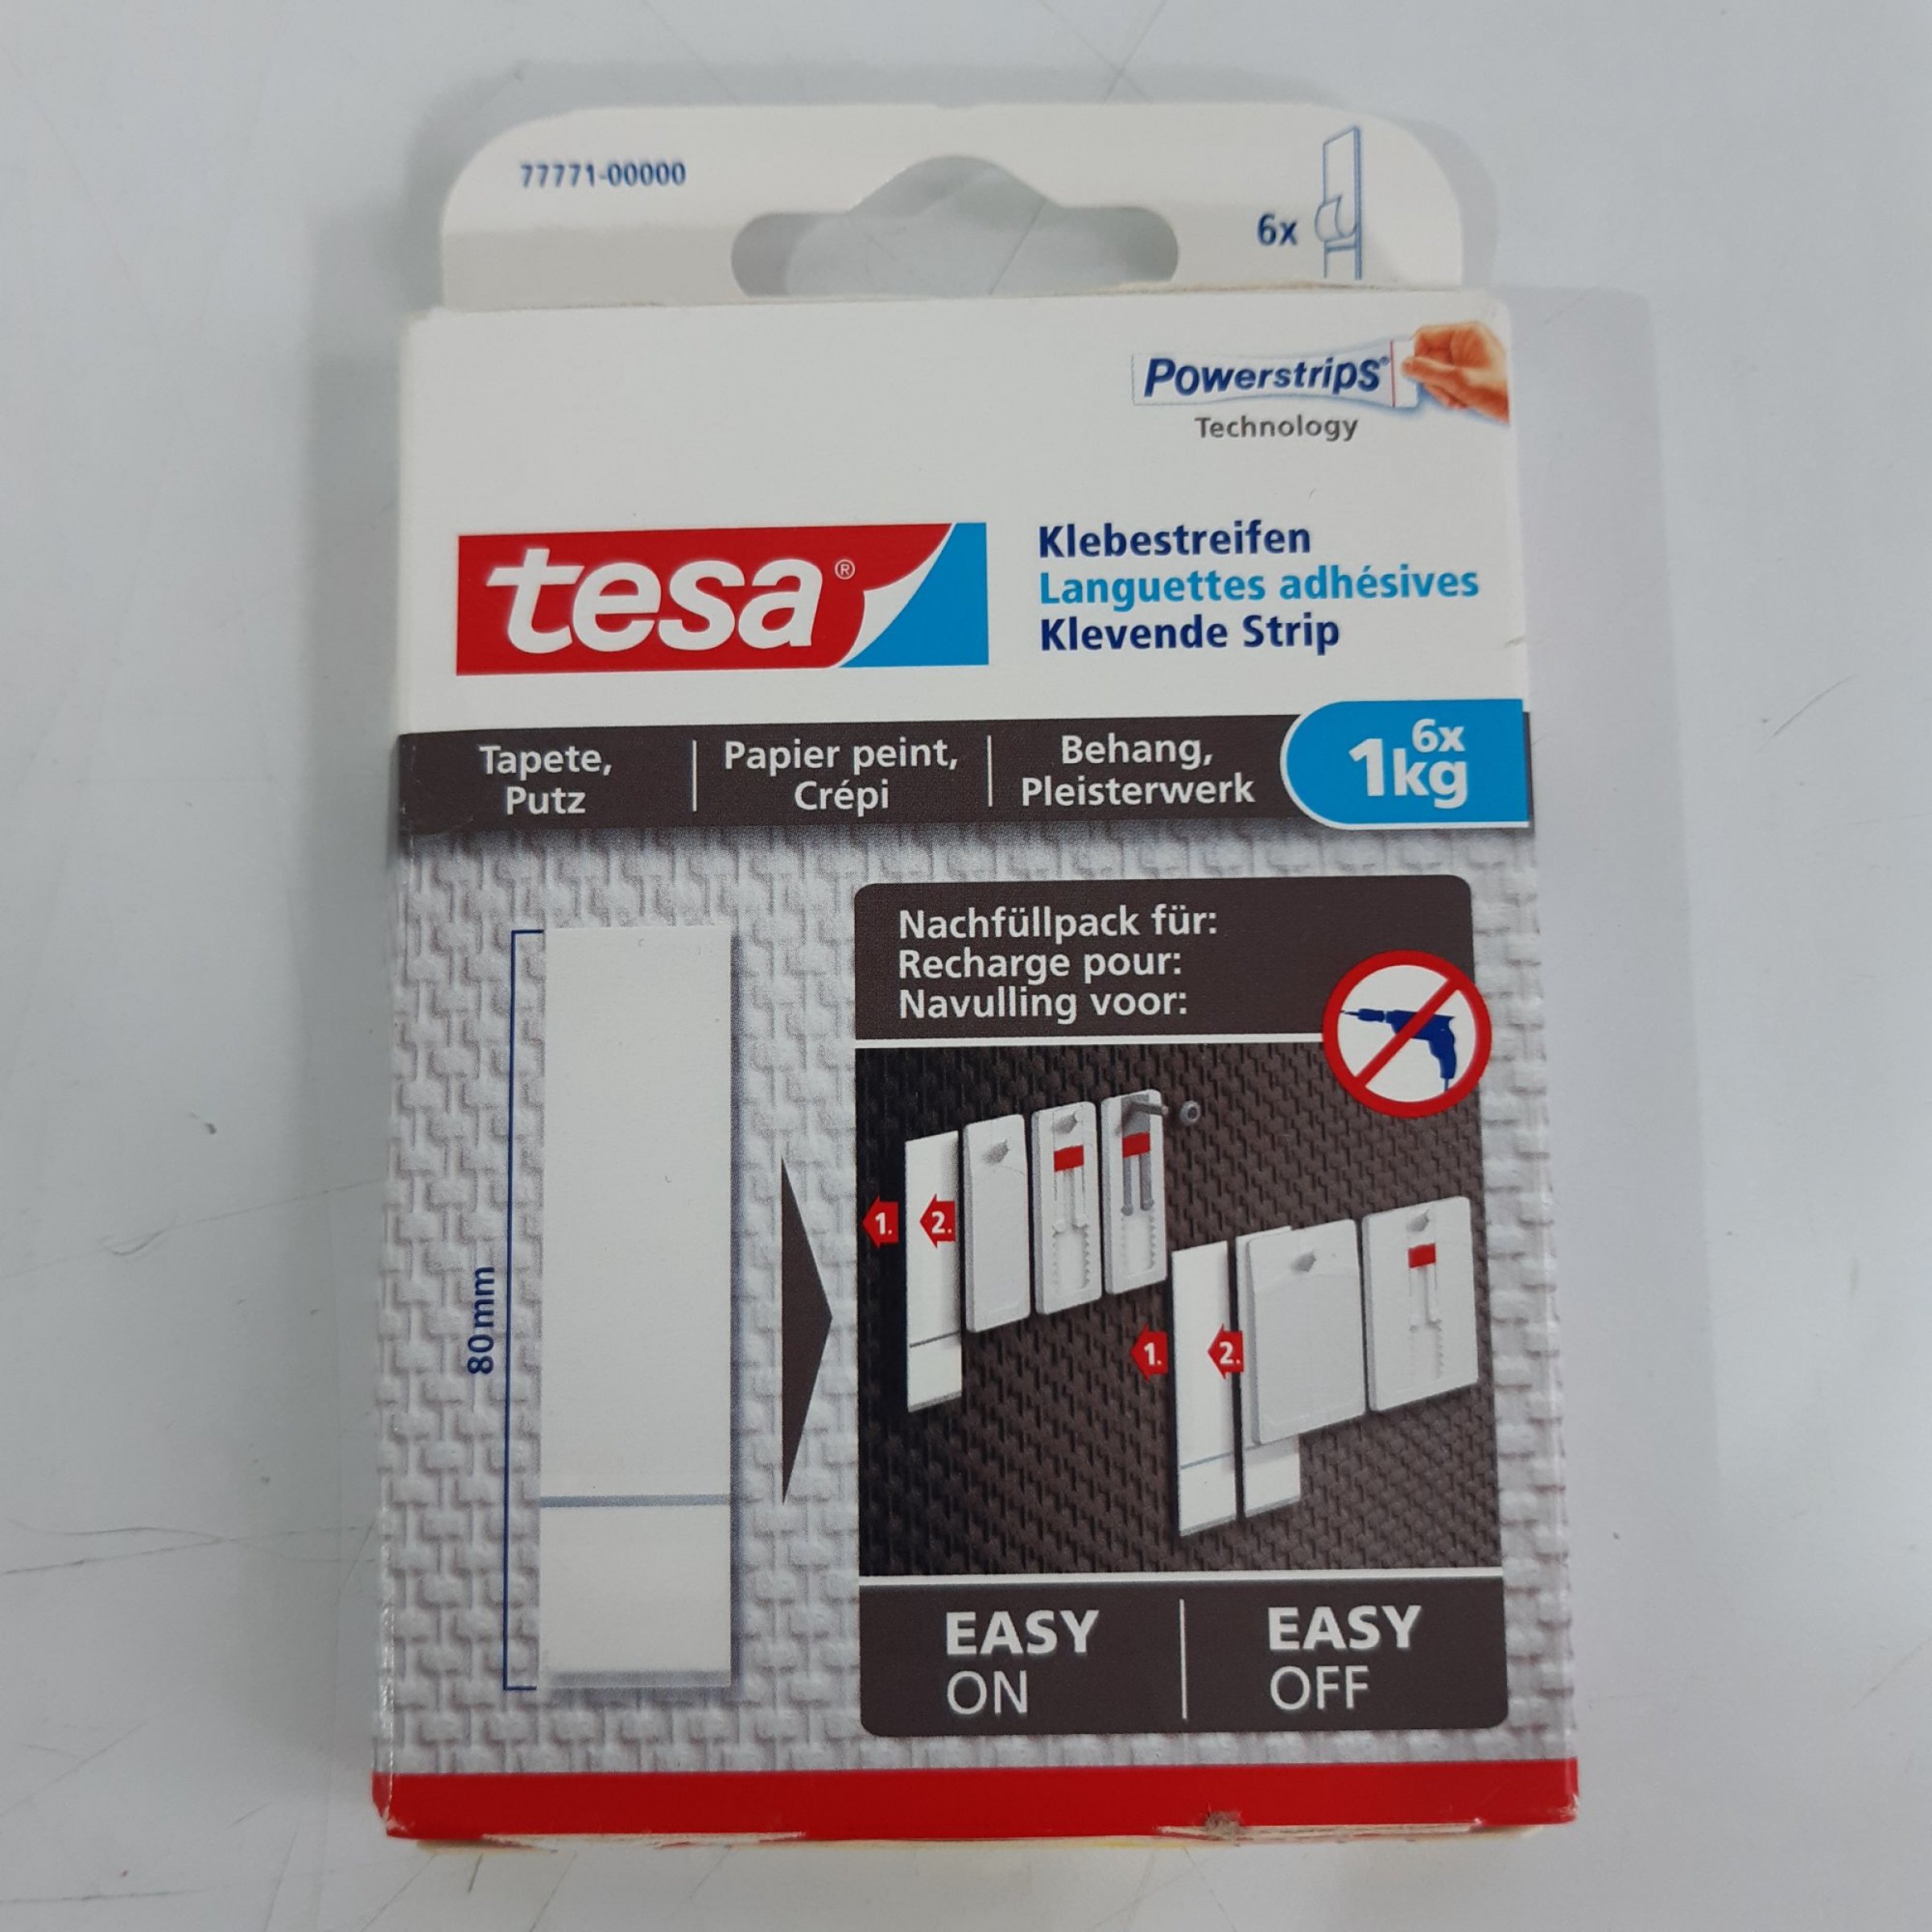 77771-00000
6x
Powerstrips®
Technology
tesa®
Klebestreifen
Languettes adhésives
Klevende Strip
Tapete,
Putz
Papier peint,
Crépi
Behang,
Pleisterwerk
6x
1kg
Nachfüllpack für:
Recharge pour:
Navulling voor:
80mm
1.
2.
1.
2.
EASY
ON
EASY
OFF